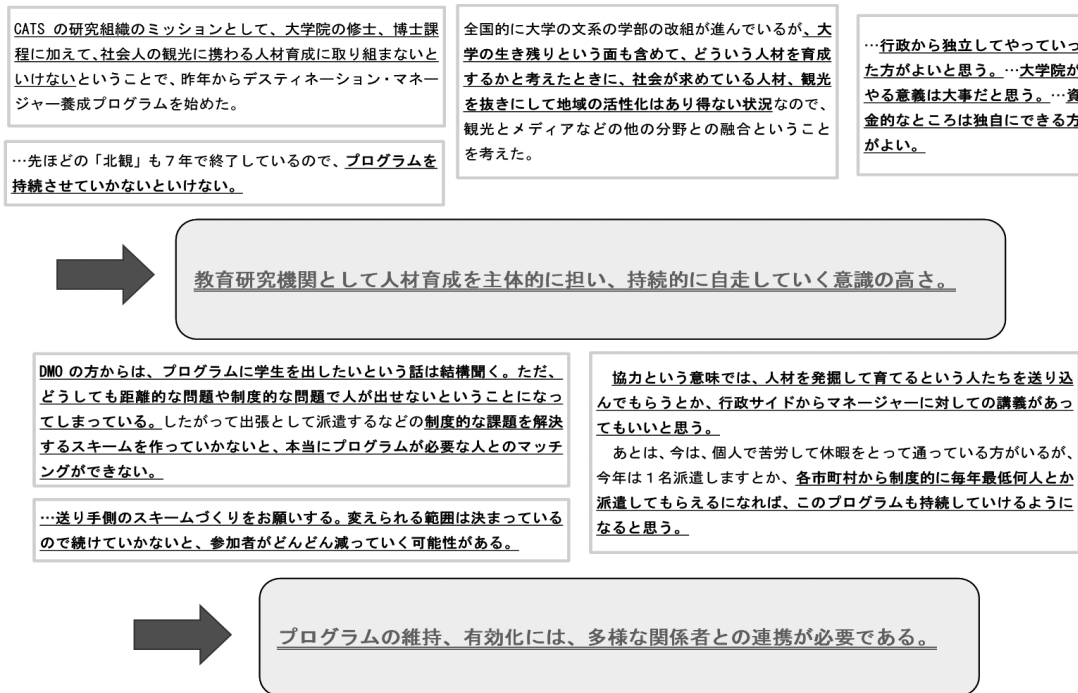 CATS の研究組織のミッションとして、大学院の修士、博士課
程に加えて、社会人の観光に携わる人材育成に取り組まないと
いけないということで、昨年からデスティネーション・マネー
ジャー養成プログラムを始めた。
…先ほどの「北観」も７年で終了しているので、プログラムを
持続させていかないといけない。
全国的に大学の文系の学部の改組が進んでいるが、大
学の生き残りという面も含めて、どういう人材を育成
するかと考えたときに、社会が求めている人材、観光
を抜きにして地域の活性化はあり得ない状況なので、
観光とメディアなどの他の分野との融合ということ
を考えた。
…行政から独立してやっていっ
た方がよいと思う。…大学院が
やる意義は大事だと思う。…資
金的なところは独自にできる方
がよい。
教育研究機関として人材育成を主体的に担い、持続的に自走していく意識の高さ。
DMO の方からは、プログラムに学生を出したいという話は結構聞く。ただ、
どうしても距離的な問題や制度的な問題で人が出せないということになっ
てしまっている。したがって出張として派遣するなどの制度的な課題を解決
するスキームを作っていかないと、本当にプログラムが必要な人とのマッチ
ングができない。
…送り手側のスキームづくりをお願いする。変えられる範囲は決まっている
ので続けていかないと、参加者がどんどん減っていく可能性がある。
協力という意味では、人材を発掘して育てるという人たちを送り込
んでもらうとか、行政サイドからマネージャーに対しての講義があっ
てもいいと思う。
あとは、今は、個人で苦労して休暇をとって通っている方がいるが、
今年は１名派遣しますとか、各市町村から制度的に毎年最低何人とか
派遣してもらえるになれば、このプログラムも持続していけるように
なると思う。
プログラムの維持、有効化には、多様な関係者との連携が必要である。